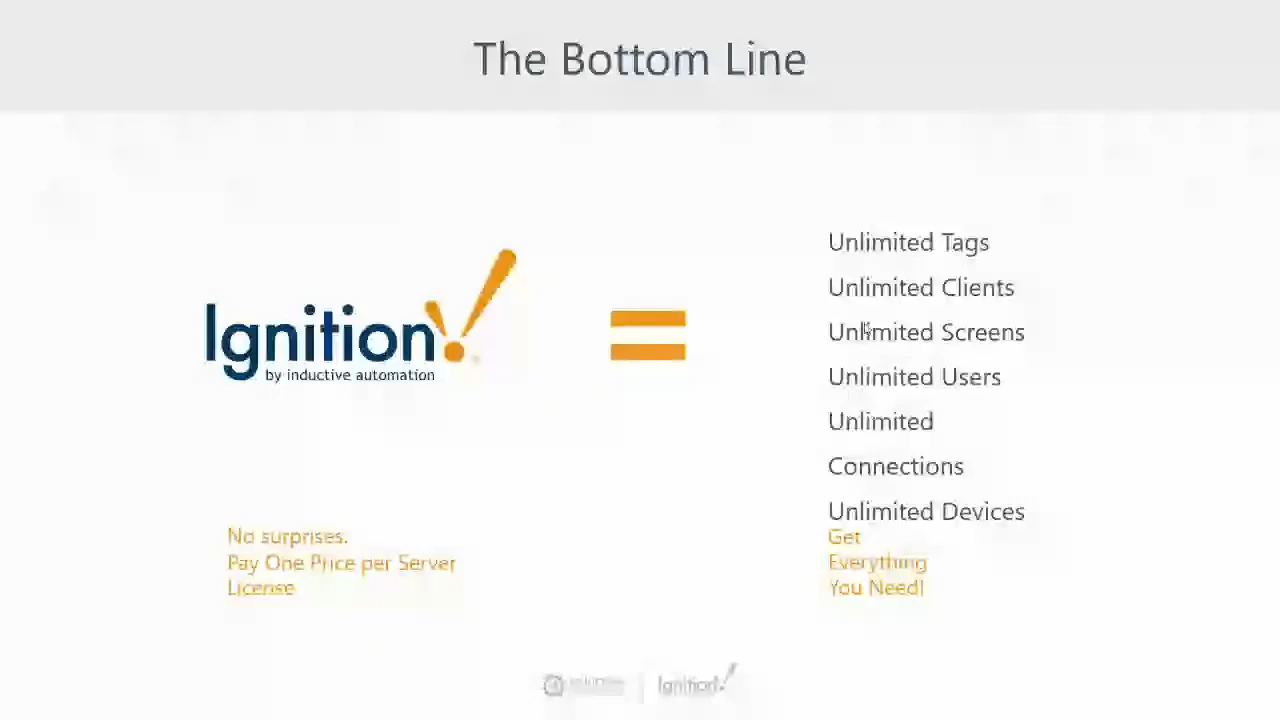 The Bottom Line
Ignition!
by inductive automation
Unlimited Tags
Unlimited Clients
Unlimited Screens
Unlimited Users
Unlimited
Connections
Unlimited Devices
No surprises.
Pay One Price per Server
License
Get
Everything
You Need!
Ignition!